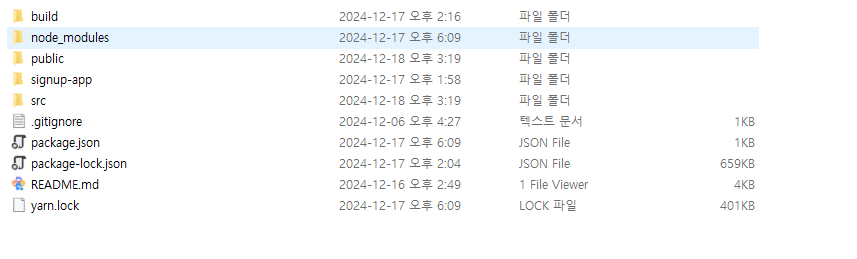 build 2024-12-17 오후 2:16 파일 폴더
node_modules 2024-12-17 오후 6:09 파일 폴더
public 2024-12-18 오후 3:19 파일 폴더
signup-app 2024-12-17 오후 1:58 파일 폴더
src 2024-12-18 오후 3:19 파일 폴더
.gitignore 2024-12-06 오후 4:27 텍스트 문서 1KB
package.json 2024-12-17 오후 6:09 JSON File 1KB
package-lock.json 2024-12-17 오후 2:04 JSON File 659KB
README.md 2024-12-16 오후 2:49 1 File Viewer 4KB
yarn.lock 2024-12-17 오후 6:09 LOCK 파일 401KB